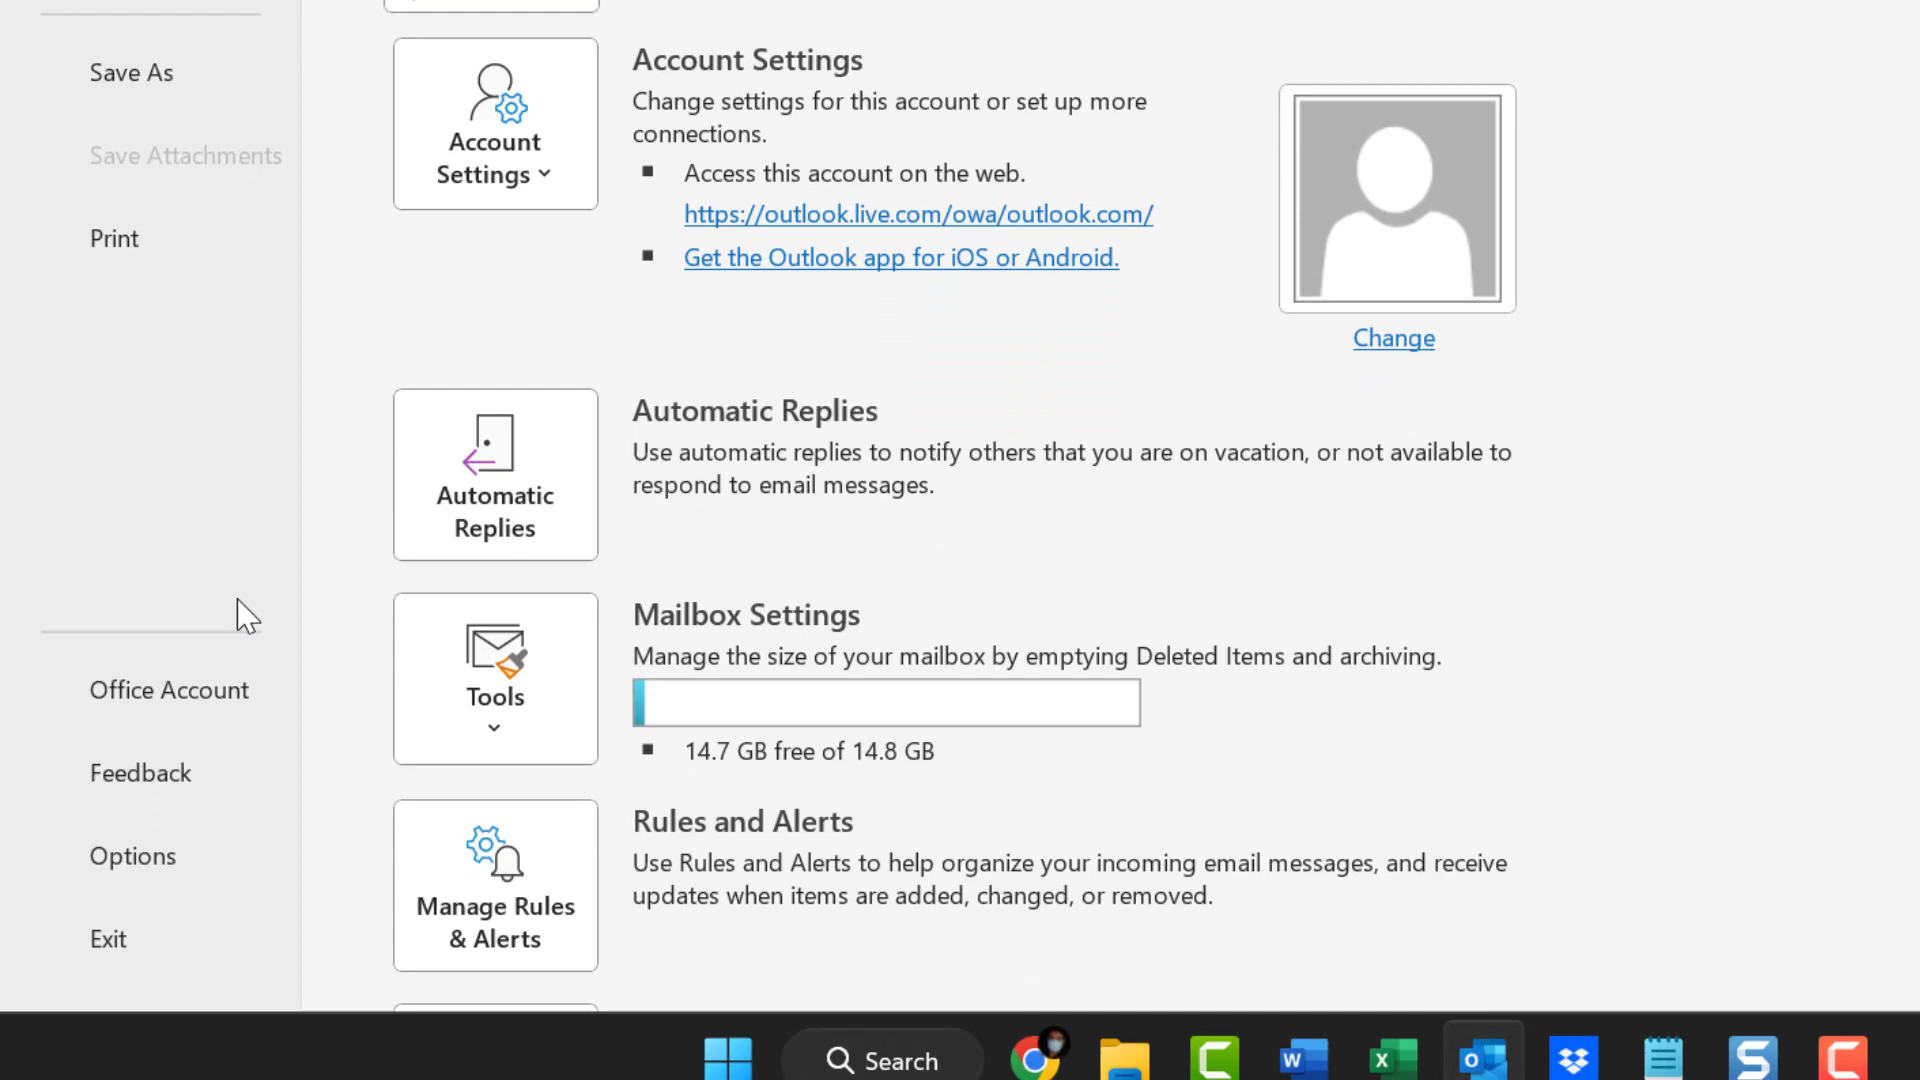 Save As
Save Attachments
Print
Office Account
Feedback
Options
Exit
Account
Settings
Account Settings
Change settings for this account or set up more
connections.
Access this account on the web.
https://outlook.live.com/owa/outlook.com/
Get the Outlook app for iOS or Android.
Change
Automatic
Replies
Automatic Replies
Use automatic replies to notify others that you are on vacation, or not available to
respond to email messages.
Tools
Mailbox Settings
Manage the size of your mailbox by emptying Deleted Items and archiving.
14.7 GB free of 14.8 GB
Manage Rules
& Alerts
Rules and Alerts
Use Rules and Alerts to help organize your incoming email messages, and receive
updates when items are added, changed, or removed.
Search
W
X
O
S
C